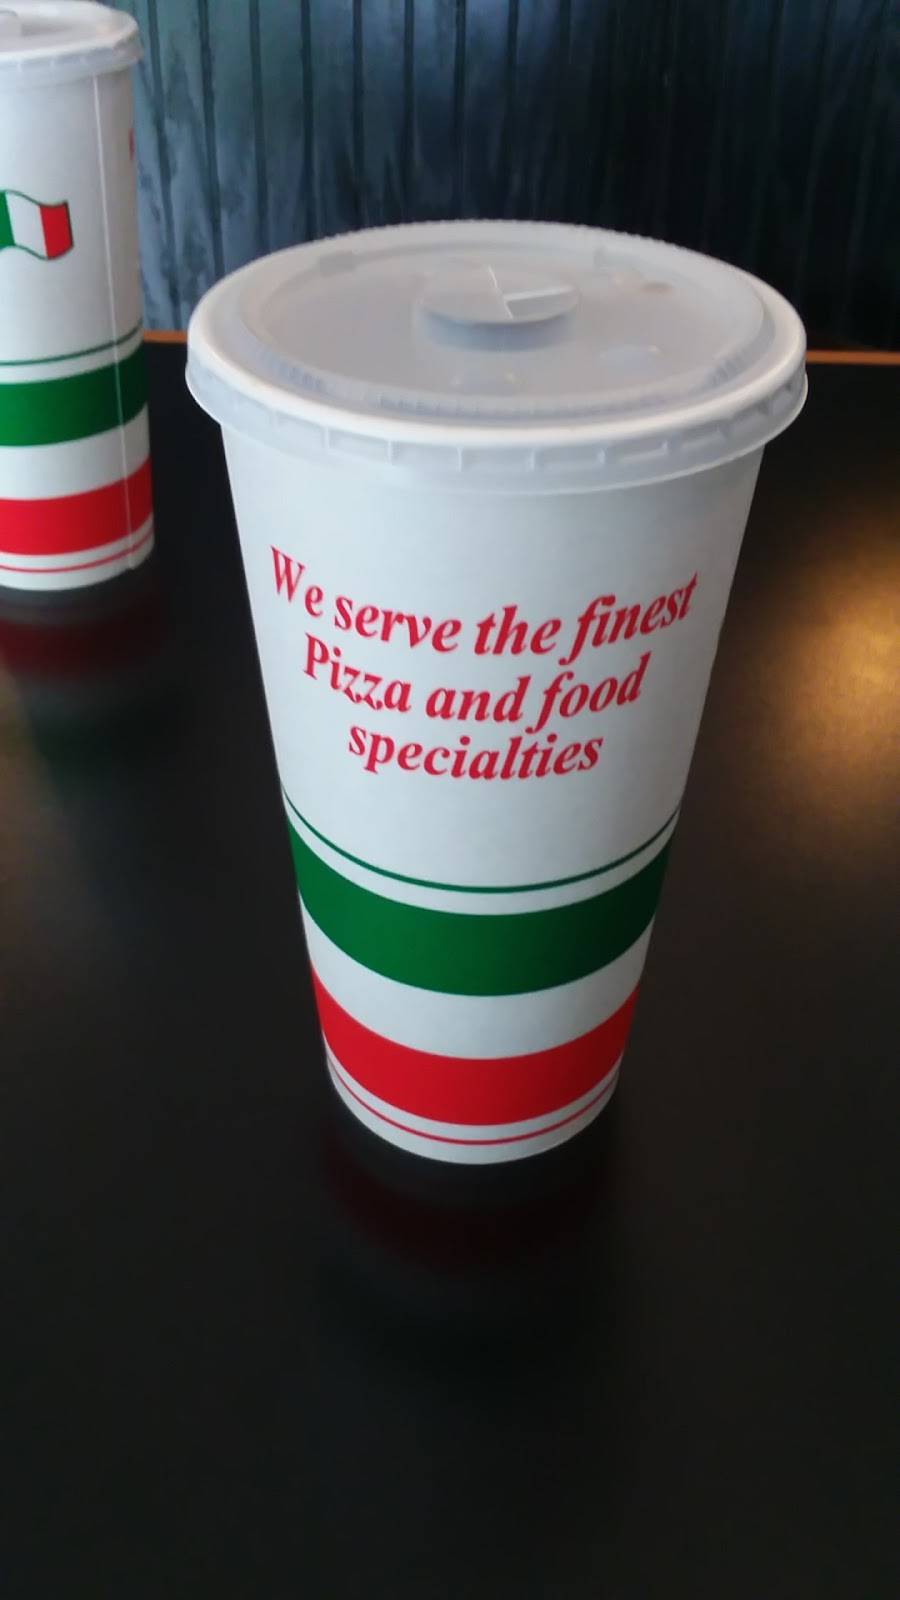 We serve the finest
Pizza and food
specialties